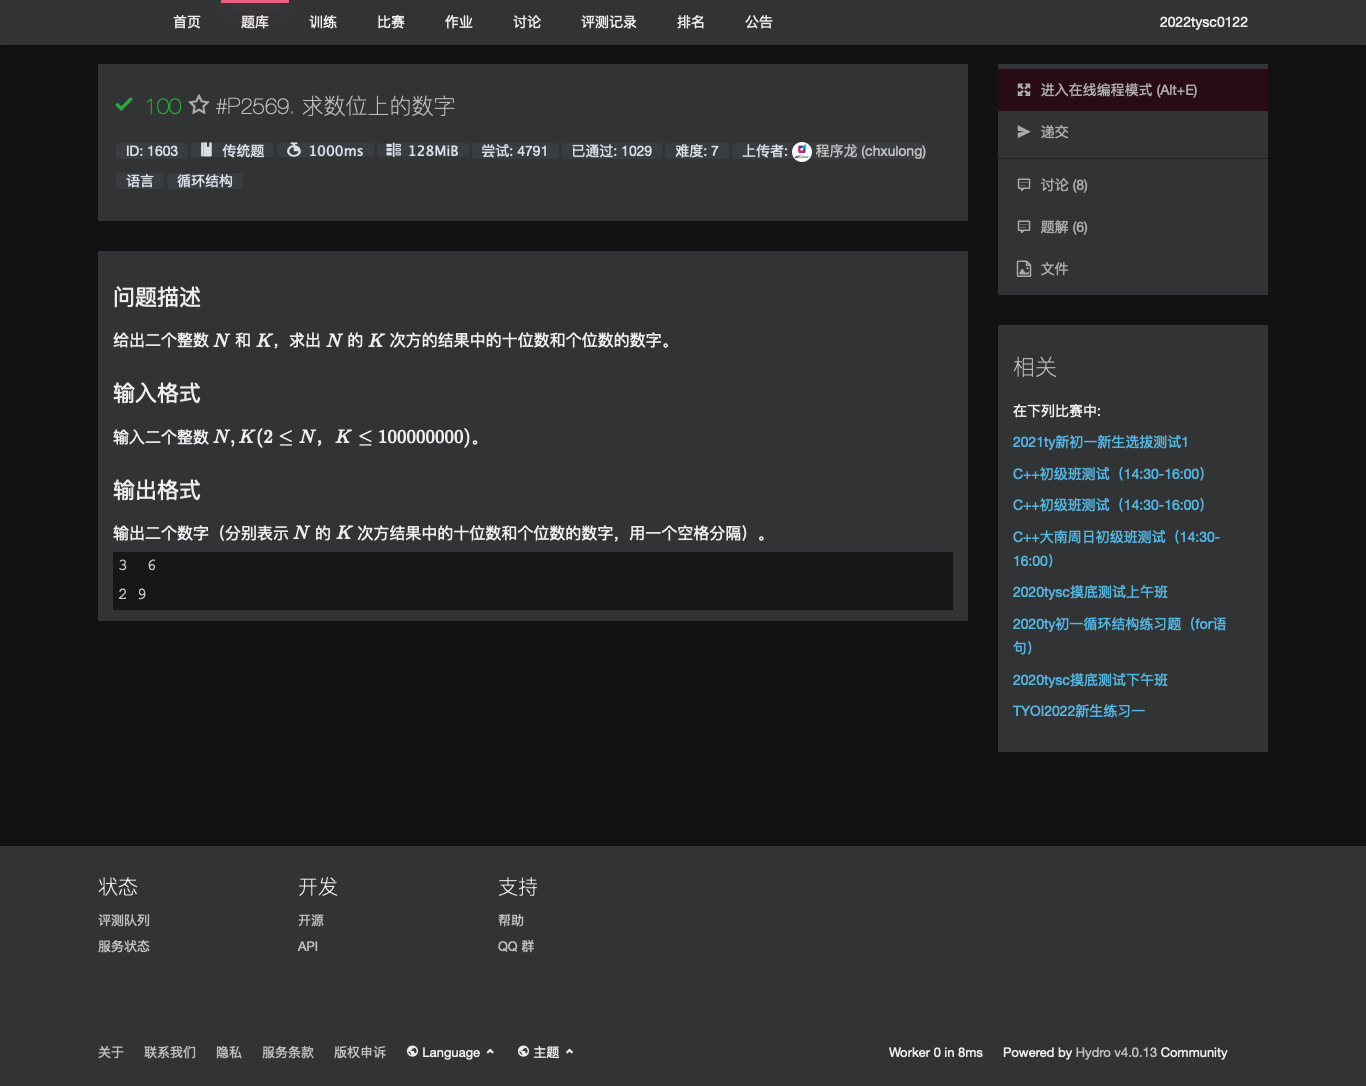 首页 题库 训练 比赛 作业 讨论 评测记录 排名 公告 2022tysc0122
100 #P2569. 求数位上的数字
ID: 1603 传统题 1000ms 128MiB 尝试: 4791 已通过: 1029 难度: 7 上传者: 程序龙 (chxulong)
语言 循环结构
问题描述
给出二个整数 N 和 K，求出 N 的 K 次方的结果中的十位数和个位数的数字。
输入格式
输入二个整数 N, K(2 ≤ N，K ≤ 100000000)。
输出格式
输出二个数字（分别表示 N 的 K 次方结果中的十位数和个位数的数字，用一个空格分隔）。
3 6
2 9
进入在线编程模式 (Alt+E)
递交
讨论 (8)
题解 (6)
文件
相关
在下列比赛中:
2021ty新初一新生选拔测试1
C++初级班测试（14:30-16:00）
C++初级班测试（14:30-16:00）
C++大南周日初级班测试（14:30-
16:00）
2020tysc摸底测试上午班
2020ty初一循环结构练习题（for语
句）
2020tysc摸底测试下午班
TYOI2022新生练习一
状态 开发 支持
评测队列 开源 帮助
服务状态 API QQ 群
关于 联系我们 隐私 服务条款 版权申诉 Language 主题 Worker 0 in 8ms Powered by Hydro v4.0.13 Community